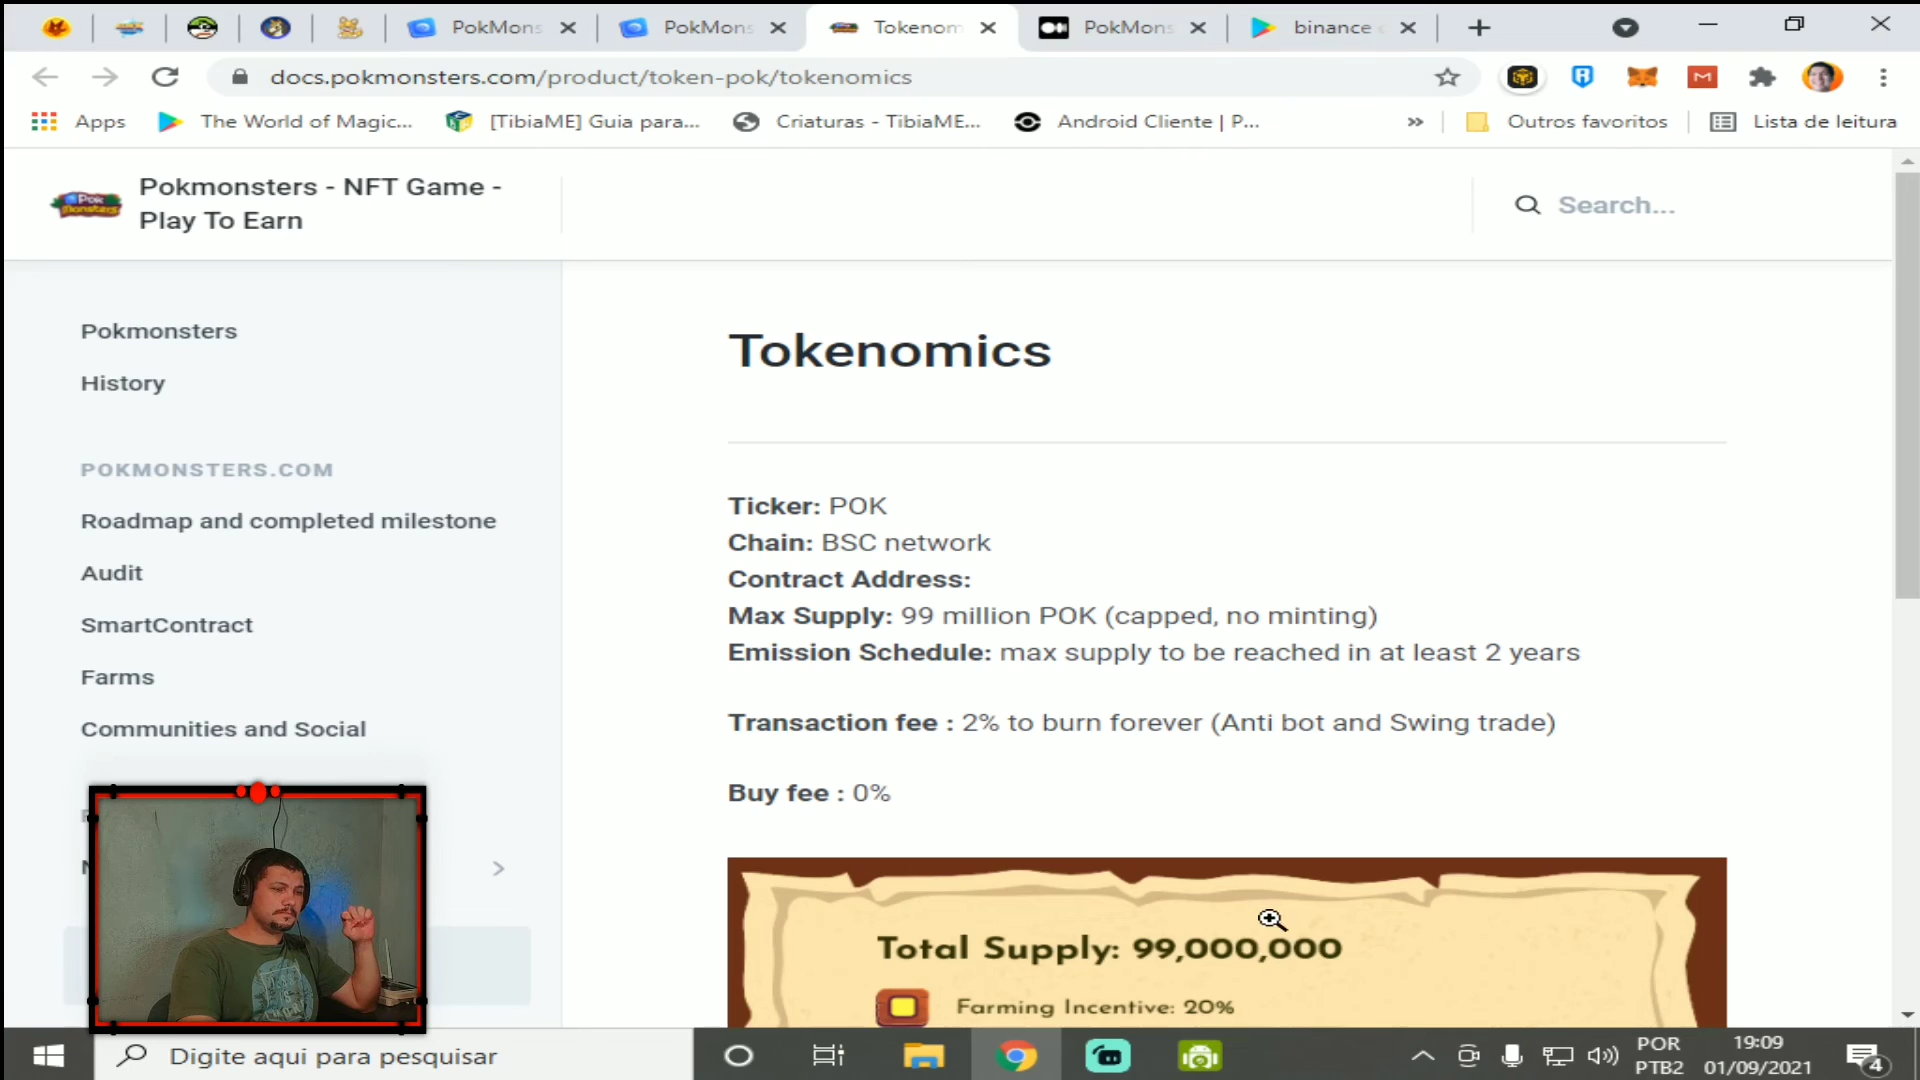 PokMons
PokMons
Tokenom
PokMons
binance
docs.pokmonsters.com/product/token-pok/tokenomics
Apps
The World of Magic...
[TibiaME] Guia para...
Criaturas - TibiaME...
Android Cliente | P...
»
Outros favoritos
Lista de leitura
Pok Monsters
Pokmonsters - NFT Game -
Play To Earn
Search...
Pokmonsters
History
POKMONSTERS.COM
Roadmap and completed milestone
Audit
SmartContract
Farms
Communities and Social
Tokenomics
Ticker: POK
Chain: BSC network
Contract Address:
Max Supply: 99 million POK (capped, no minting)
Emission Schedule: max supply to be reached in at least 2 years
Transaction fee : 2% to burn forever (Anti bot and Swing trade)
Buy fee : 0%
Total Supply: 99,000,000
Farming Incentive: 20%
Digite aqui para pesquisar
POR
PTB2
19:09
01/09/2021
4